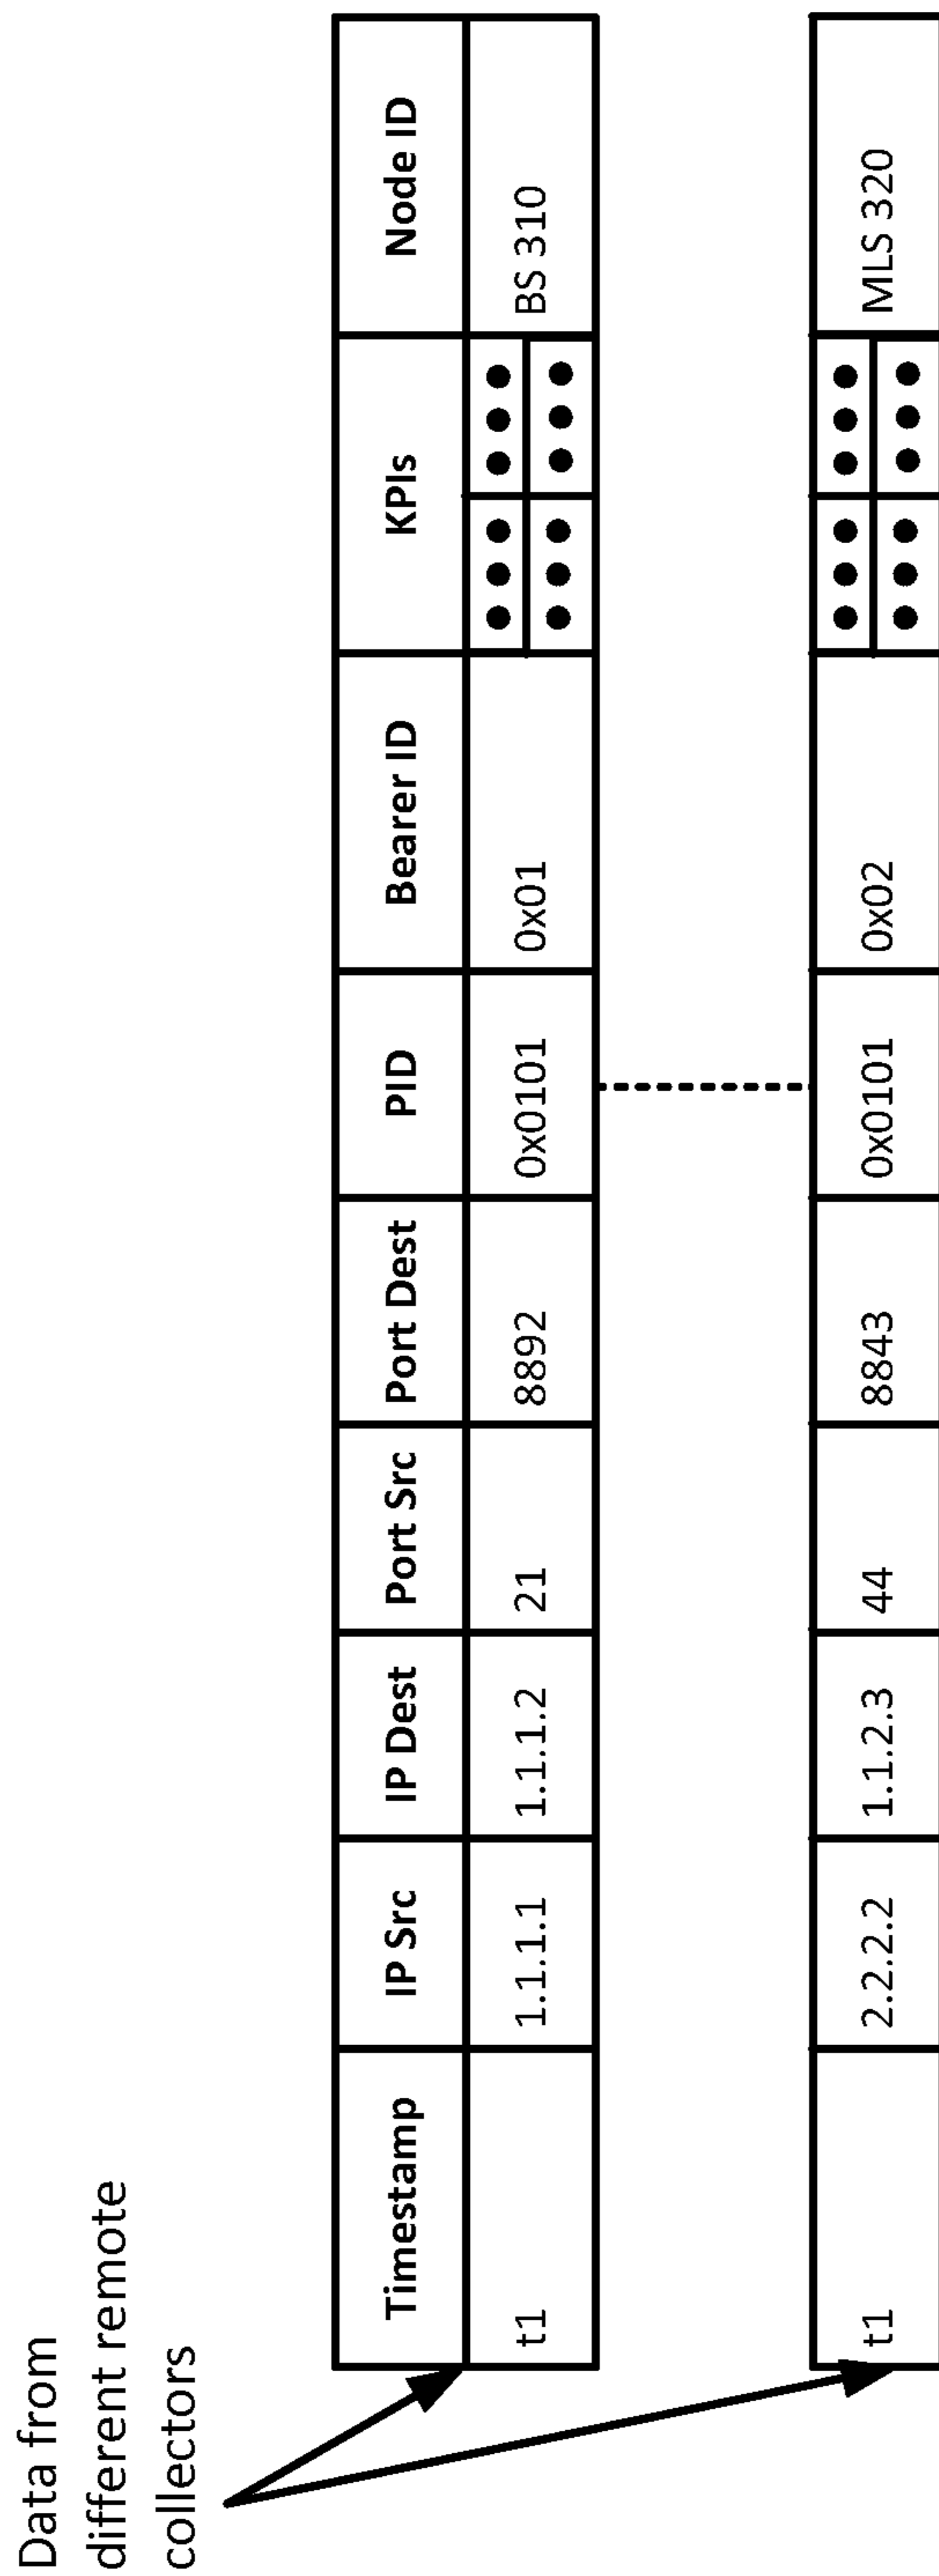 Data from
different remote
collectors
Timestamp IP Src IP Dest Port Src Port Dest PID Bearer ID KPIs Node ID
t1 1.1.1.1 1.1.1.2 21 8892 0x0101 0x01 BS 310
t1 2.2.2.2 1.1.2.3 44 8843 0x0101 0x02 MLS 320